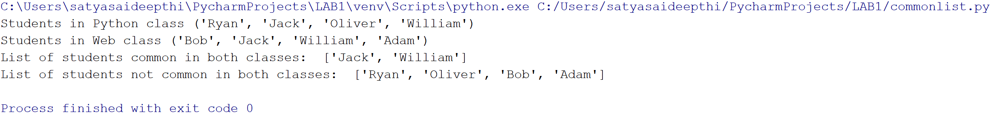 C:\Users\satyasaideepthi\PycharmProjects\LAB1\venv\Scripts\python.exe C:/Users/satyasaideepthi/PycharmProjects/LAB1/commonlist.py
Students in Python class ('Ryan', 'Jack', 'Oliver', 'William')
Students in Web class ('Bob', 'Jack', 'William', 'Adam')
List of students common in both classes:  ['Jack', 'William']
List of students not common in both classes:  ['Ryan', 'Oliver', 'Bob', 'Adam']
Process finished with exit code 0